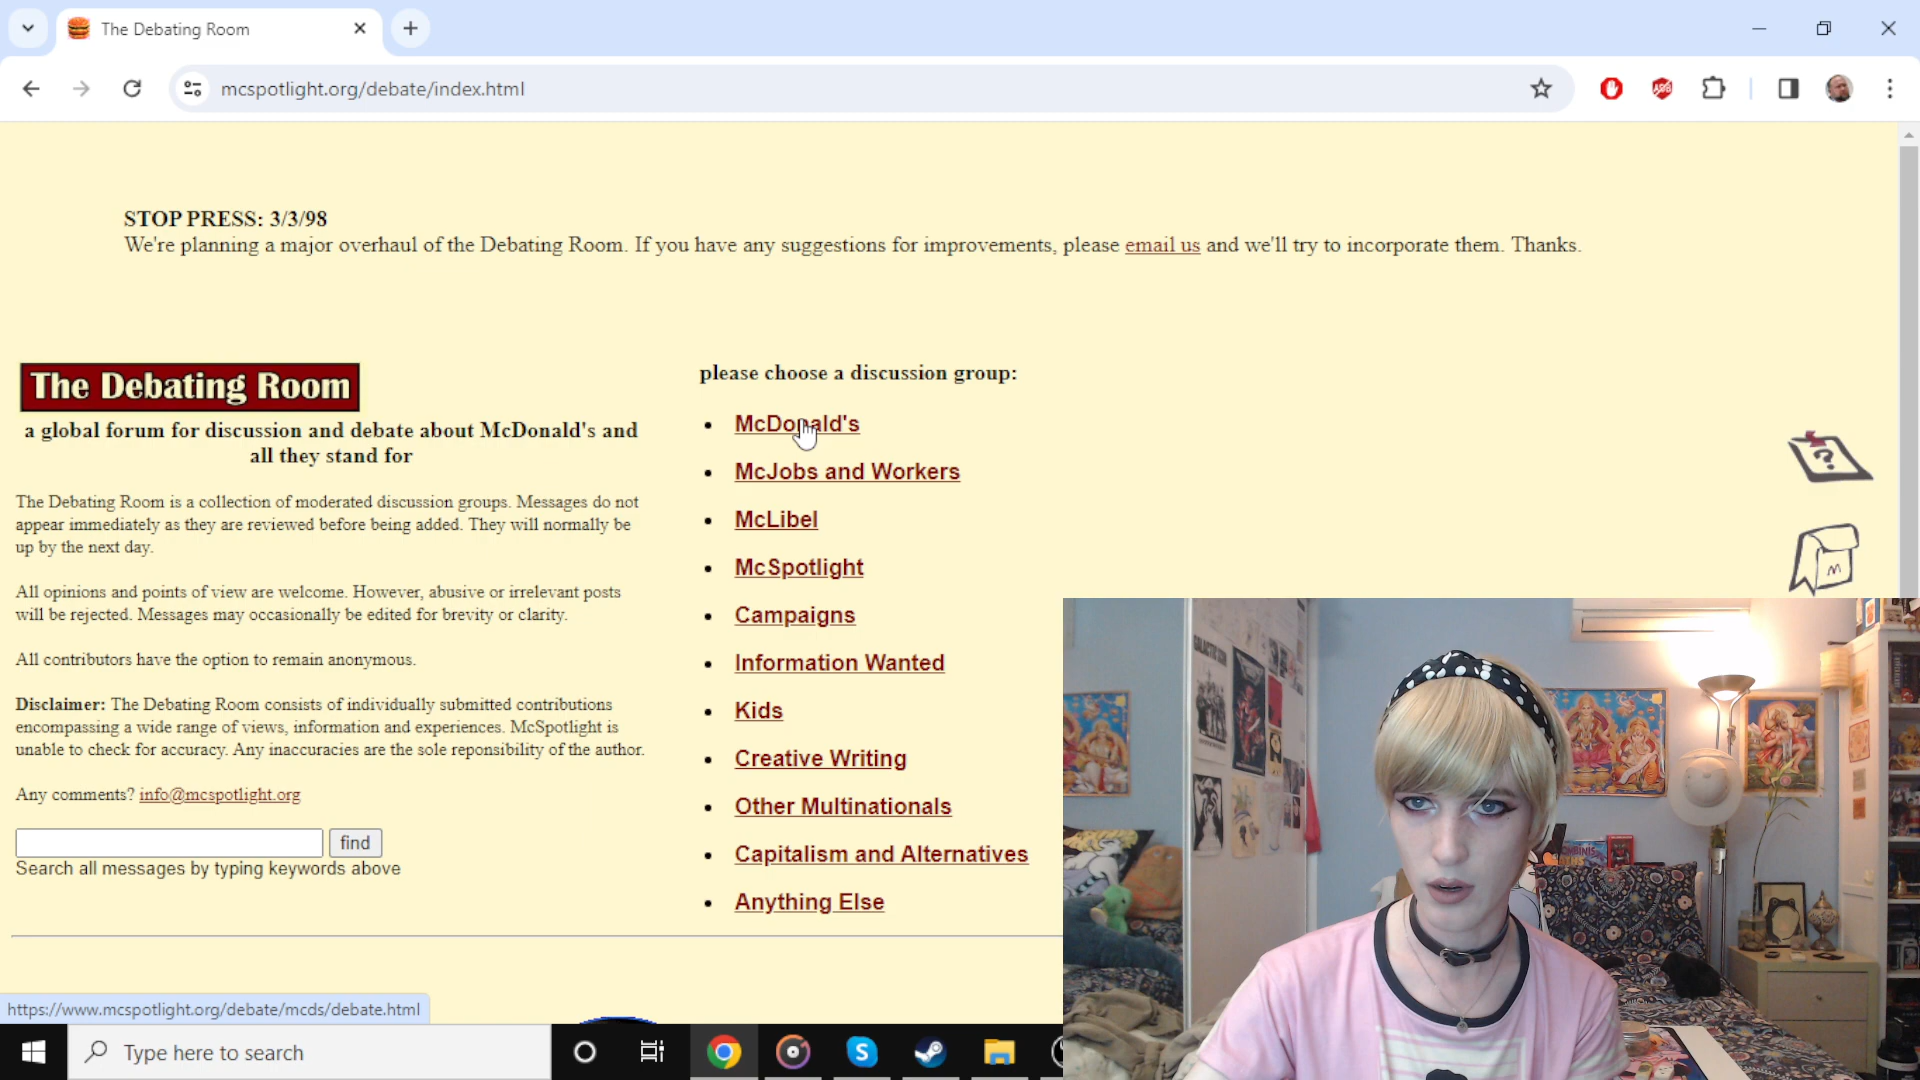 The Debating Room
mcspotlight.org/debate/index.html
STOP PRESS: 3/3/98
We're planning a major overhaul of the Debating Room. If you have any suggestions for improvements, please email us and we'll try to incorporate them. Thanks.
The Debating Room
a global forum for discussion and debate about McDonald's and
all they stand for
The Debating Room is a collection of moderated discussion groups. Messages do not
appear immediately as they are reviewed before being added. They will normally be
up by the next day.
All opinions and points of view are welcome. However, abusive or irrelevant posts
will be rejected. Messages may occasionally be edited for brevity or clarity.
All contributors have the option to remain anonymous.
Disclaimer: The Debating Room consists of individually submitted contributions
encompassing a wide range of views, information and experiences. McSpotlight is
unable to check for accuracy. Any inaccuracies are the sole reponsibility of the author.
Any comments? info@mcspotlight.org
find
Search all messages by typing keywords above
please choose a discussion group:
McDonald's
McJobs and Workers
McLibel
McSpotlight
Campaigns
Information Wanted
Kids
Creative Writing
Other Multinationals
Capitalism and Alternatives
Anything Else
?
M
https://www.mcspotlight.org/debate/mcds/debate.html
Type here to search